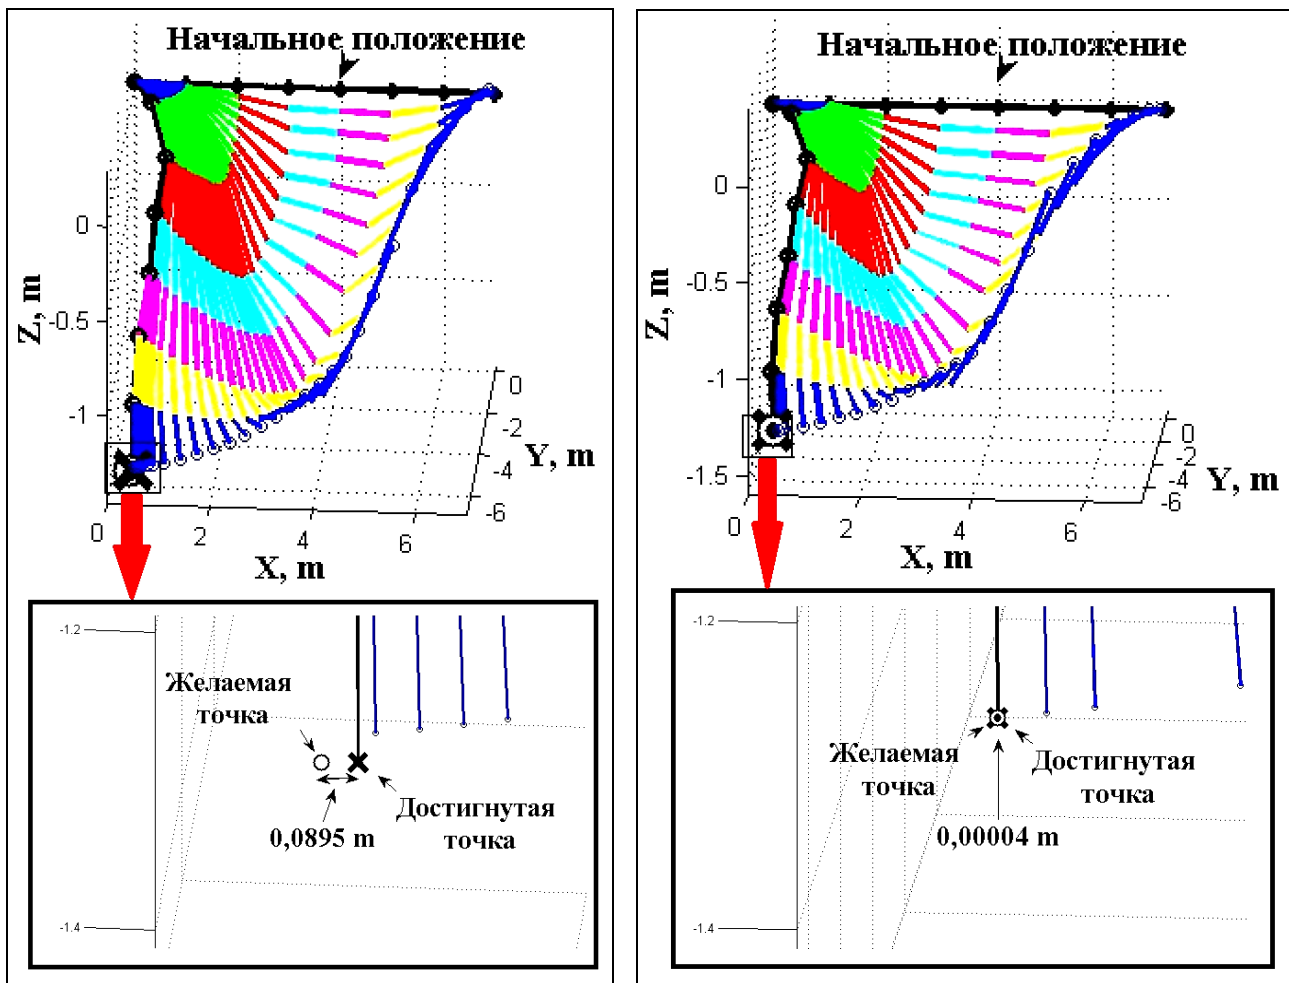 Начальное положение
0
-0.5
-1
Z, m
0
-2
-4
-6
Y, m
0
2
4
6
X, m
-1.2
Желаемая
точка
Достигнутая
точка
0,0895 m
-1.4
Начальное положение
0
-0.5
-1
-1.5
Z, m
0
-2
-4
-6
Y, m
0
2
4
6
X, m
-1.2
Желаемая
точка
Достигнутая
точка
0,00004 m
-1.4